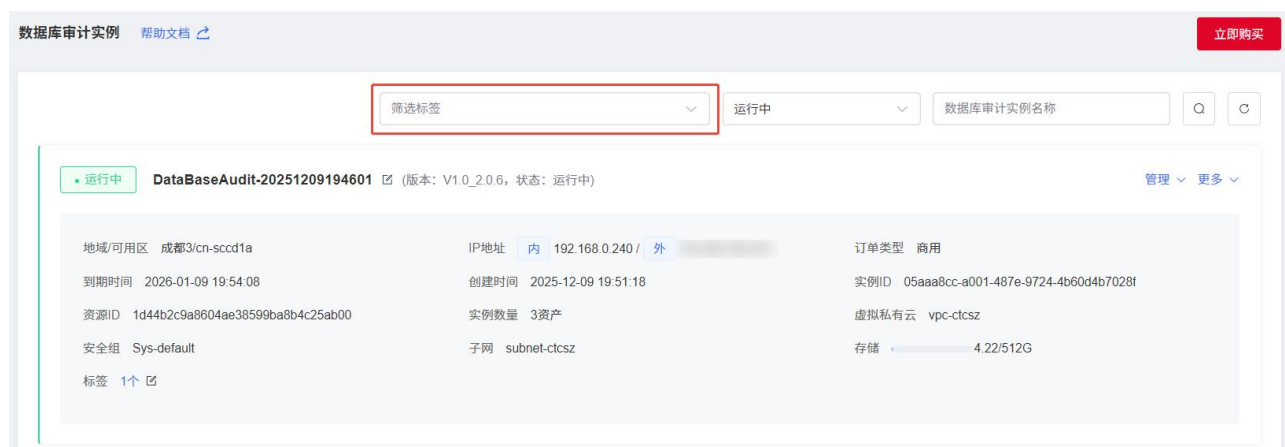 数据库审计实例 帮助文档 立即购买
筛选标签 运行中 数据库审计实例名称
运行中 DataBaseAudit-20251209194601 (版本：V1.0_2.0.6，状态：运行中) 管理 更多
地域/可用区 成都3/cn-sccd1a IP地址 内 192.168.0.240 / 外 订单类型 商用
到期时间 2026-01-09 19:54:08 创建时间 2025-12-09 19:51:18 实例ID 05aaa8cc-a001-487e-9724-4b60d4b7028f
资源ID 1d44b2c9a8604ae38599ba8b4c25ab00 实例数量 3资产 虚拟私有云 vpc-ctcsz
安全组 Sys-default 子网 subnet-ctcsz 存储 4.22/512G
标签 1个